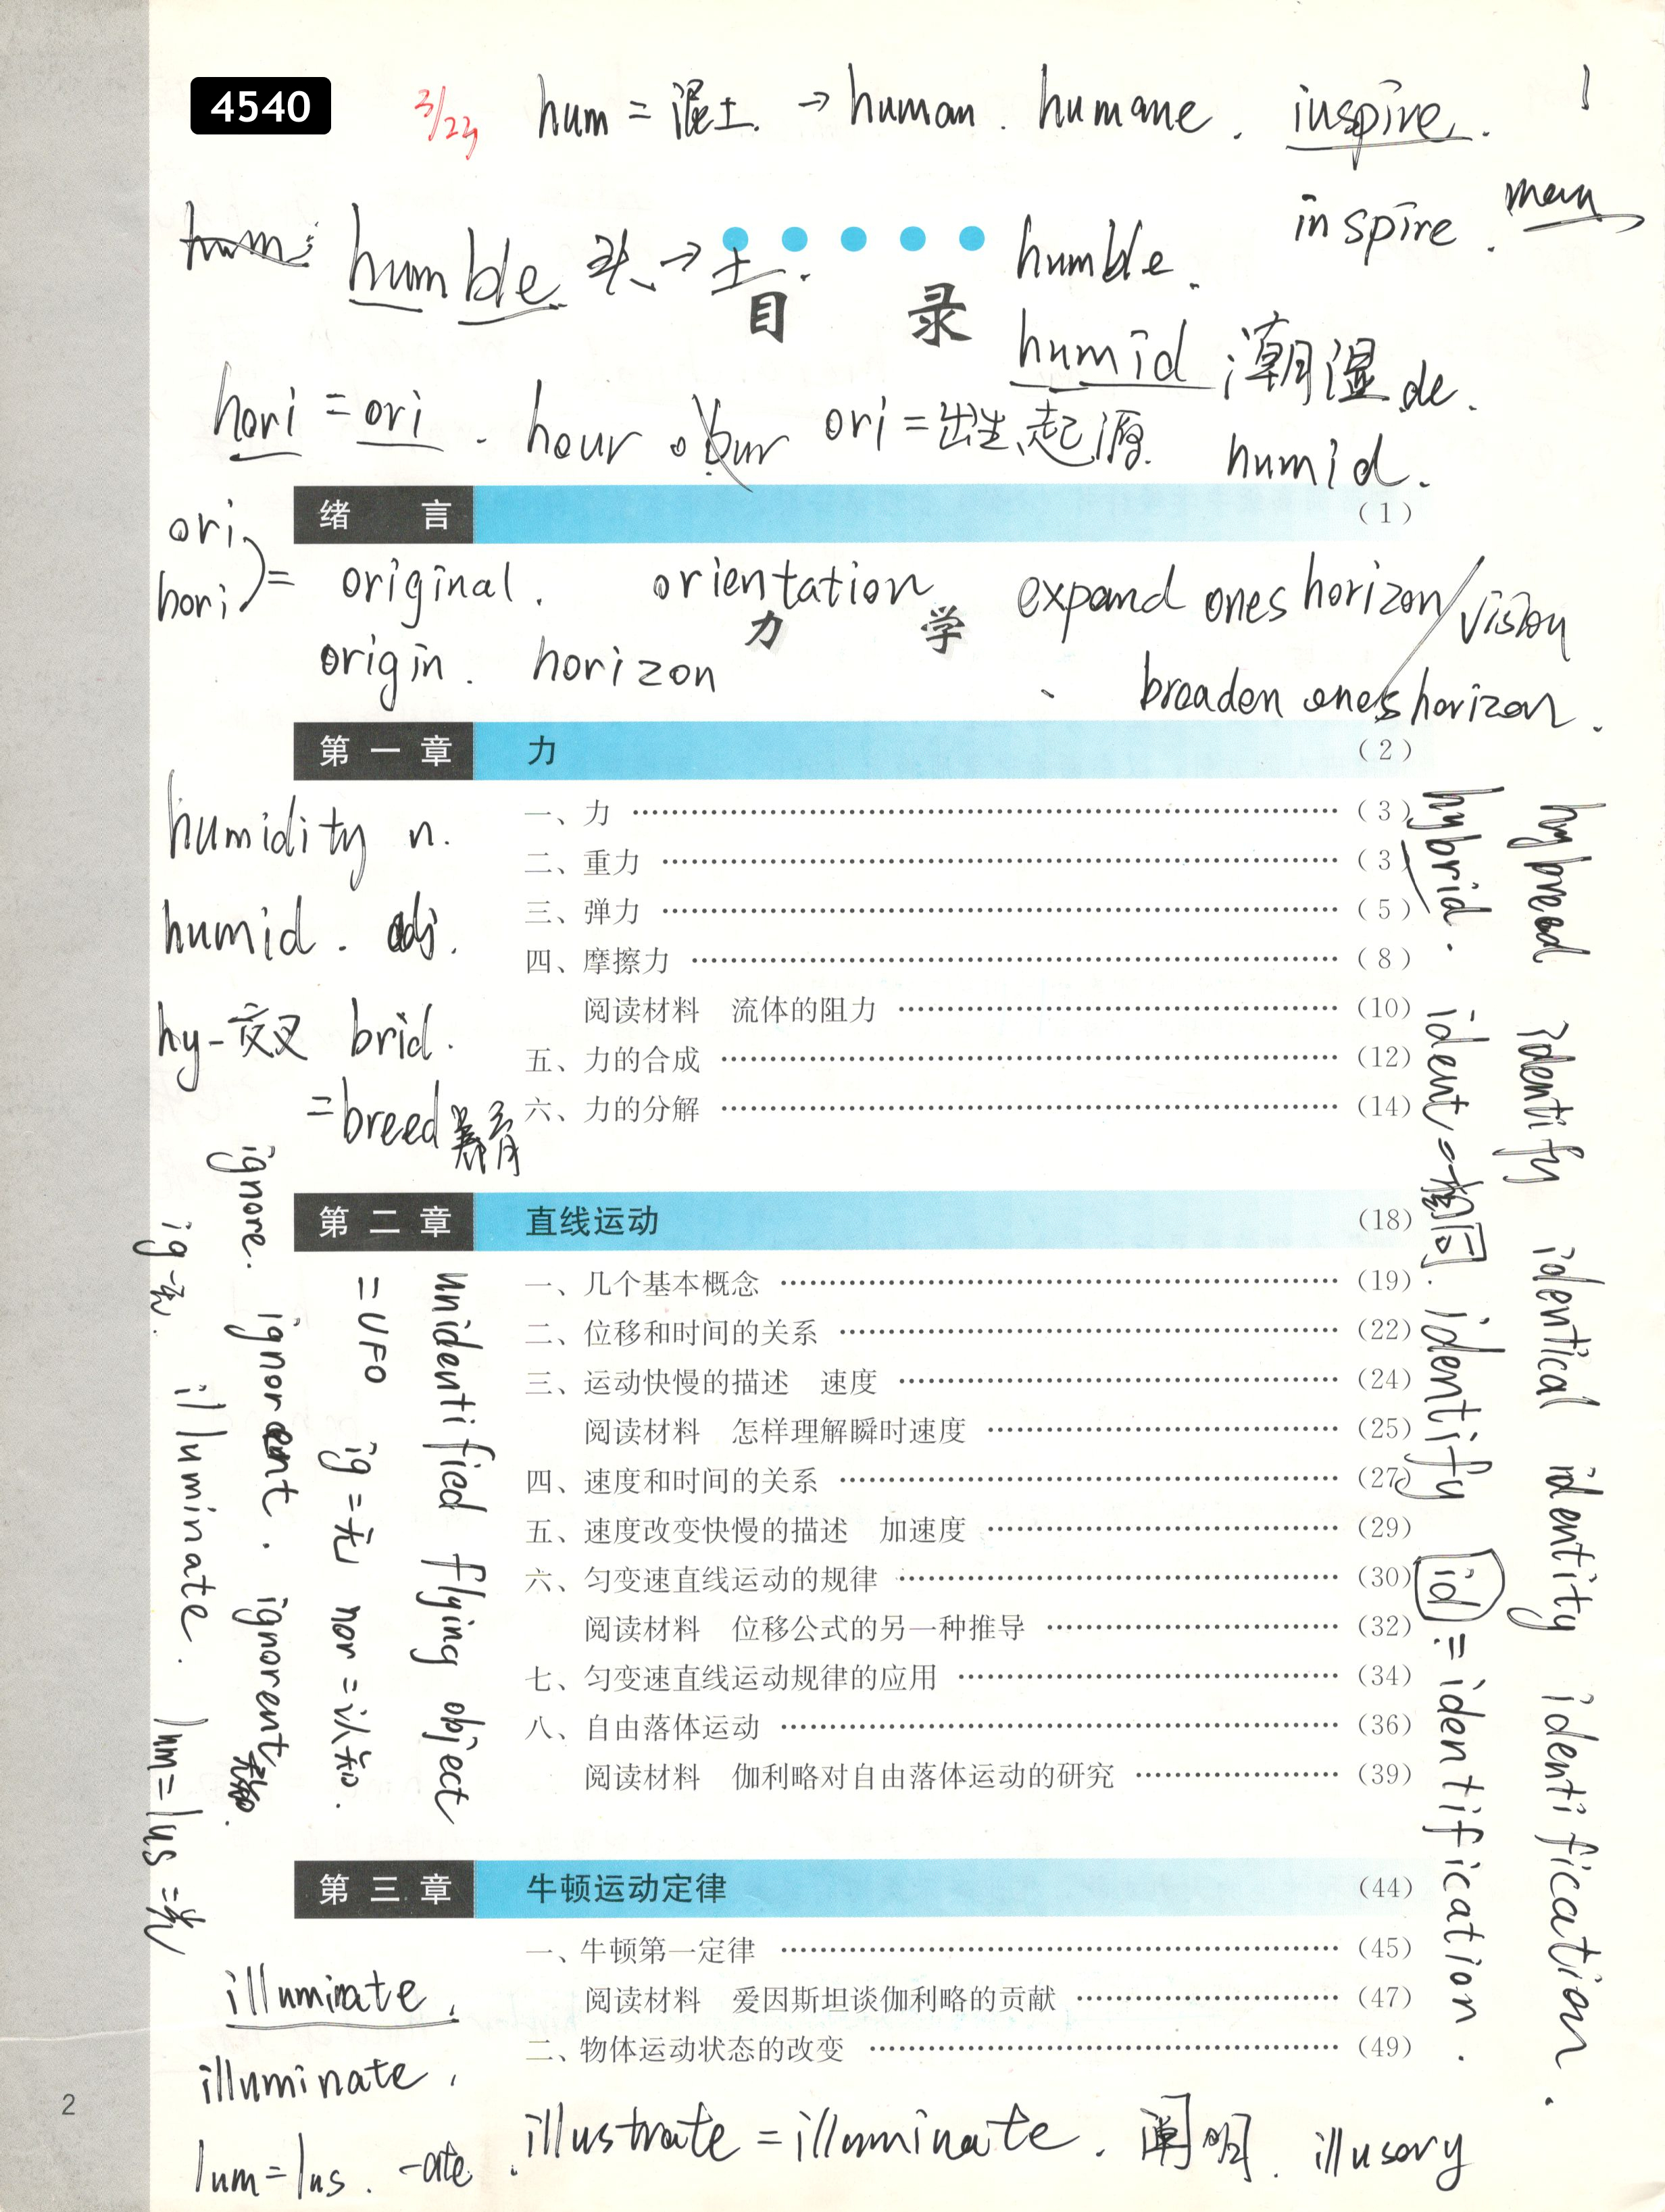 4540
3/23 hum = 泥土. → human. humane. inspire.
inspire. man
hum
humble 头→土. humble.
目 录
humid 潮湿de.
hori = ori. hour our ori = 出生、起源.
humid.
绪 言 (1)
ori
hori = original. orientation expand ones horizon/vision
力 学
origin. horizon broaden ones horizon.
第一章 力 (2)
一、力 (3)
二、重力 (3)
三、弹力 (5)
四、摩擦力 (8)
阅读材料 流体的阻力 (10)
五、力的合成 (12)
六、力的分解 (14)
humidity n.
humid. adj.
hy-交叉 brid.
=breed 养育
hybrid.
hybreed
ident=相同. identify
identify identical identity identification.
id = identification.
第二章 直线运动 (18)
一、几个基本概念 (19)
二、位移和时间的关系 (22)
三、运动快慢的描述 速度 (24)
阅读材料 怎样理解瞬时速度 (25)
四、速度和时间的关系 (27)
五、速度改变快慢的描述 加速度 (29)
六、匀变速直线运动的规律 (30)
阅读材料 位移公式的另一种推导 (32)
七、匀变速直线运动规律的应用 (34)
八、自由落体运动 (36)
阅读材料 伽利略对自由落体运动的研究 (39)
unidentified flying object
=UFO ig=无 nor=认知.
ignore. ignorent. ignorent
ig-无. illuminate. lum=lus=光
第三章 牛顿运动定律 (44)
一、牛顿第一定律 (45)
阅读材料 爱因斯坦谈伽利略的贡献 (47)
二、物体运动状态的改变 (49)
illuminate.
illuminate.
2
lum=lus. -ate. illustrate = illuminate. 阐明. illusory